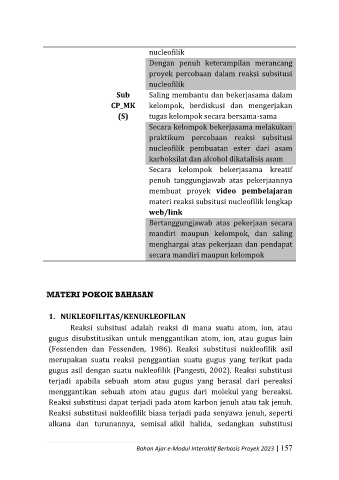 nucleofilik
Dengan penuh keterampilan merancang
proyek percobaan dalam reaksi subsitusi
nucleofilik
Sub Saling membantu dan bekerjasama dalam
CP_MK kelompok, berdiskusi dan mengerjakan
(S) tugas kelompok secara bersama-sama
Secara kelompok bekerjasama melakukan
praktikum percobaan reaksi subsitusi
nucleofilik pembuatan ester dari asam
karboksilat dan alcohol dikatalisis asam
Secara kelompok bekerjasama kreatif
penuh tanggungjawab atas pekerjaannya
membuat proyek video pembelajaran
materi reaksi subsitusi nucleofilik lengkap
web/link
Bertanggungjawab atas pekerjaan secara
mandiri maupun kelompok, dan saling
menghargai atas pekerjaan dan pendapat
secara mandiri maupun kelompok
MATERI POKOK BAHASAN
1. NUKLEOFILITAS/KENUKLEOFILAN
Reaksi subsitusi adalah reaksi di mana suatu atom, ion, atau
gugus disubstitusikan untuk menggantikan atom, ion, atau gugus lain
(Fessenden dan Fessenden, 1986). Reaksi substitusi nukleofilik asil
merupakan suatu reaksi penggantian suatu gugus yang terikat pada
gugus asil dengan suatu nukleofilik (Pangesti, 2002). Reaksi substitusi
terjadi apabila sebuah atom atau gugus yang berasal dari pereaksi
menggantikan sebuah atom atau gugus dari molekul yang bereaksi.
Reaksi substitusi dapat terjadi pada atom karbon jenuh atau tak jenuh.
Reaksi substitusi nukleofilik biasa terjadi pada senyawa jenuh, seperti
alkana dan turunannya, semisal alkil halida, sedangkan substitusi
Bahan Ajar e-Modul Interaktif Berbasis Proyek 2023 | 157